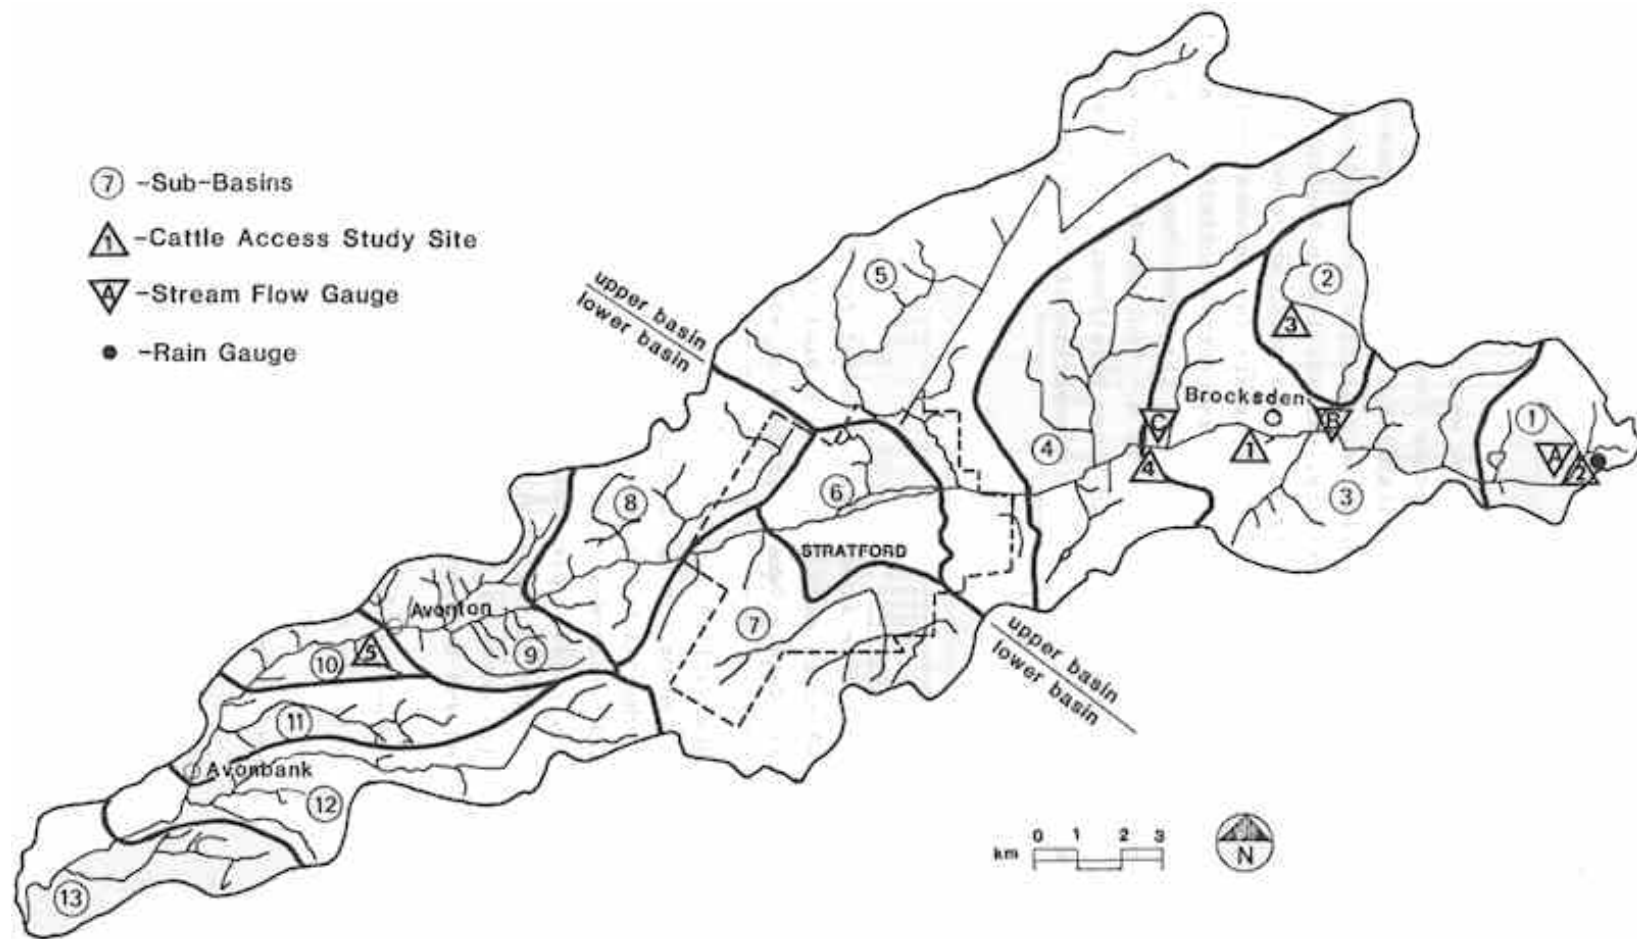 7 -Sub-Basins
1 -Cattle Access Study Site
A -Stream Flow Gauge
-Rain Gauge
upper basin
lower basin
5
2
3
Brocksden
C
B
1
4
1
4
A
2
3
6
8
STRATFORD
Avonton
7
9
10
5
upper basin
lower basin
11
Avonbank
12
13
0 1 2 3
km
N